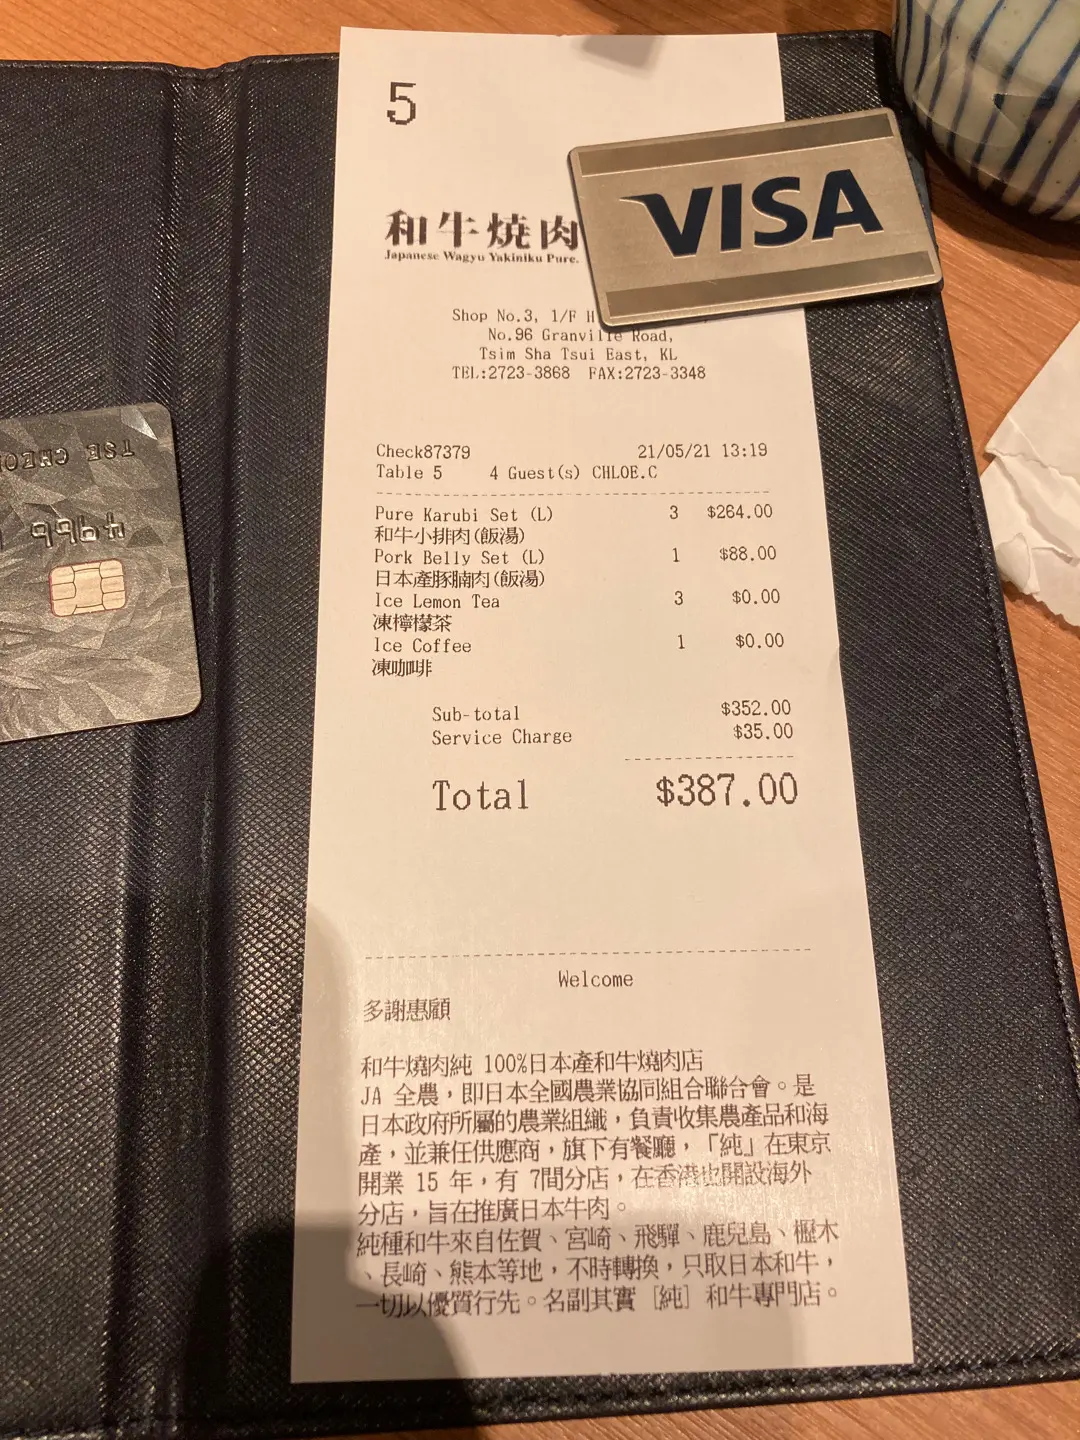 5
VISA
和牛燒肉
Japanese Wagyu Yakiniku Pure.
Shop No.3, 1/F H
No.96 Granville Road,
Tsim Sha Tsui East, KL
TEL:2723-3868 FAX:2723-3348
Check87379 21/05/21 13:19
Table 5 4 Guest(s) CHLOE.C
Pure Karubi Set (L) 3 $264.00
和牛小排肉(飯湯)
Pork Belly Set (L) 1 $88.00
日本產豚腩肉(飯湯)
Ice Lemon Tea 3 $0.00
凍檸檬茶
Ice Coffee 1 $0.00
凍咖啡
Sub-total $352.00
Service Charge $35.00
Total $387.00
Welcome
多謝惠顧
和牛燒肉純 100%日本產和牛燒肉店
JA 全農，即日本全國農業協同組合聯合會。是
日本政府所屬的農業組織，負責收集農產品和海
產，並兼任供應商，旗下有餐廳，「純」在東京
開業 15 年，有 7間分店，在香港也開設海外
分店，旨在推廣日本牛肉。
純種和牛來自佐賀、宮崎、飛驒、鹿兒島、櫪木
、長崎、熊本等地，不時轉換，只取日本和牛，
一切以優質行先。名副其實［純］和牛專門店。
TSE CHEO
4966